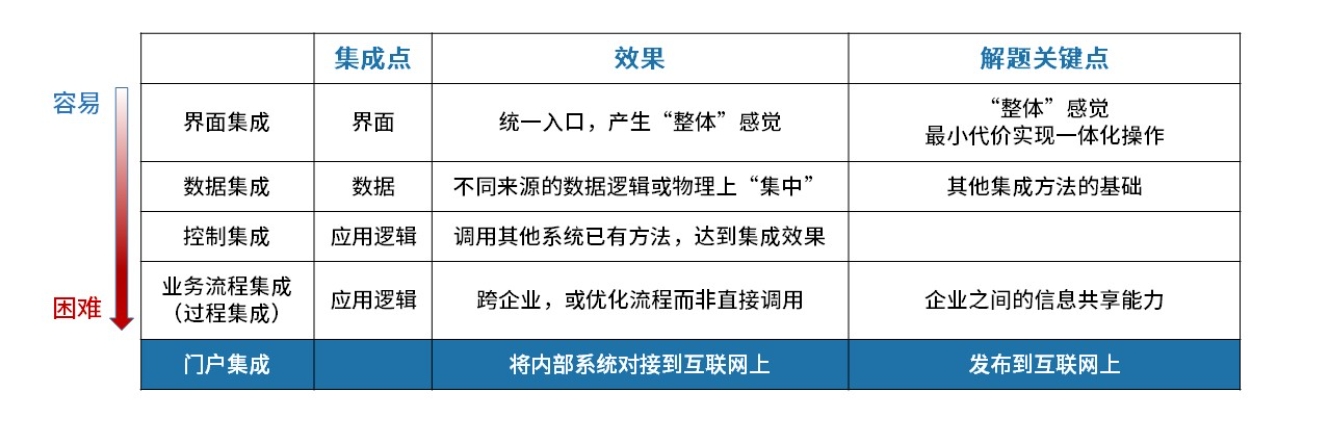 集成点 效果 解题关键点
容易
界面集成 界面 统一入口，产生“整体”感觉 “整体”感觉
最小代价实现一体化操作
数据集成 数据 不同来源的数据逻辑或物理上“集中” 其他集成方法的基础
控制集成 应用逻辑 调用其他系统已有方法，达到集成效果
困难
业务流程集成
（过程集成） 应用逻辑 跨企业，或优化流程而非直接调用 企业之间的信息共享能力
门户集成 将内部系统对接到互联网上 发布到互联网上